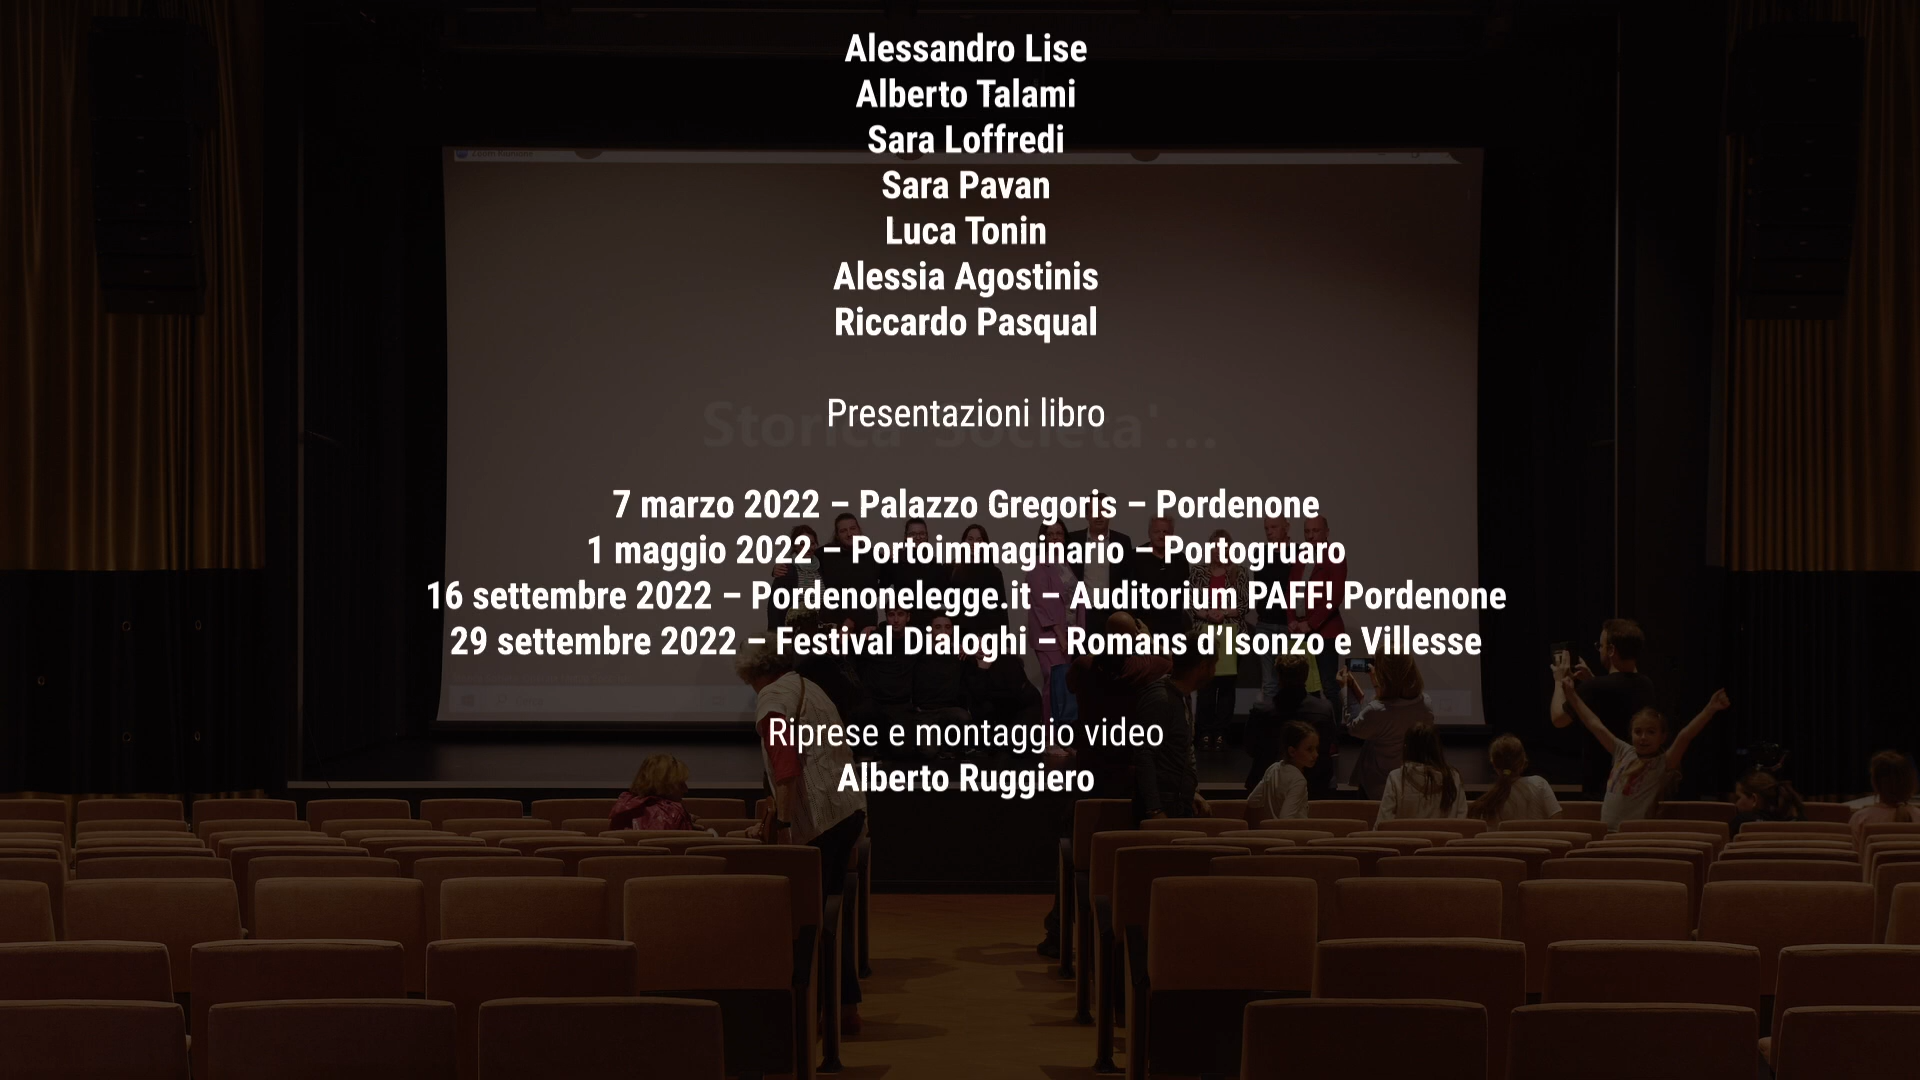 Alessandro Lise
Alberto Talami
Sara Loffredi
Sara Pavan
Luca Tonin
Alessia Agostinis
Riccardo Pasqual
Presentazioni libro
Storica Societa'...
7 marzo 2022 – Palazzo Gregoris – Pordenone
1 maggio 2022 – Portoimmaginario – Portogruaro
16 settembre 2022 – Pordenonelegge.it – Auditorium PAFF! Pordenone
29 settembre 2022 – Festival Dialoghi – Romans d’Isonzo e Villesse
Riprese e montaggio video
Alberto Ruggiero